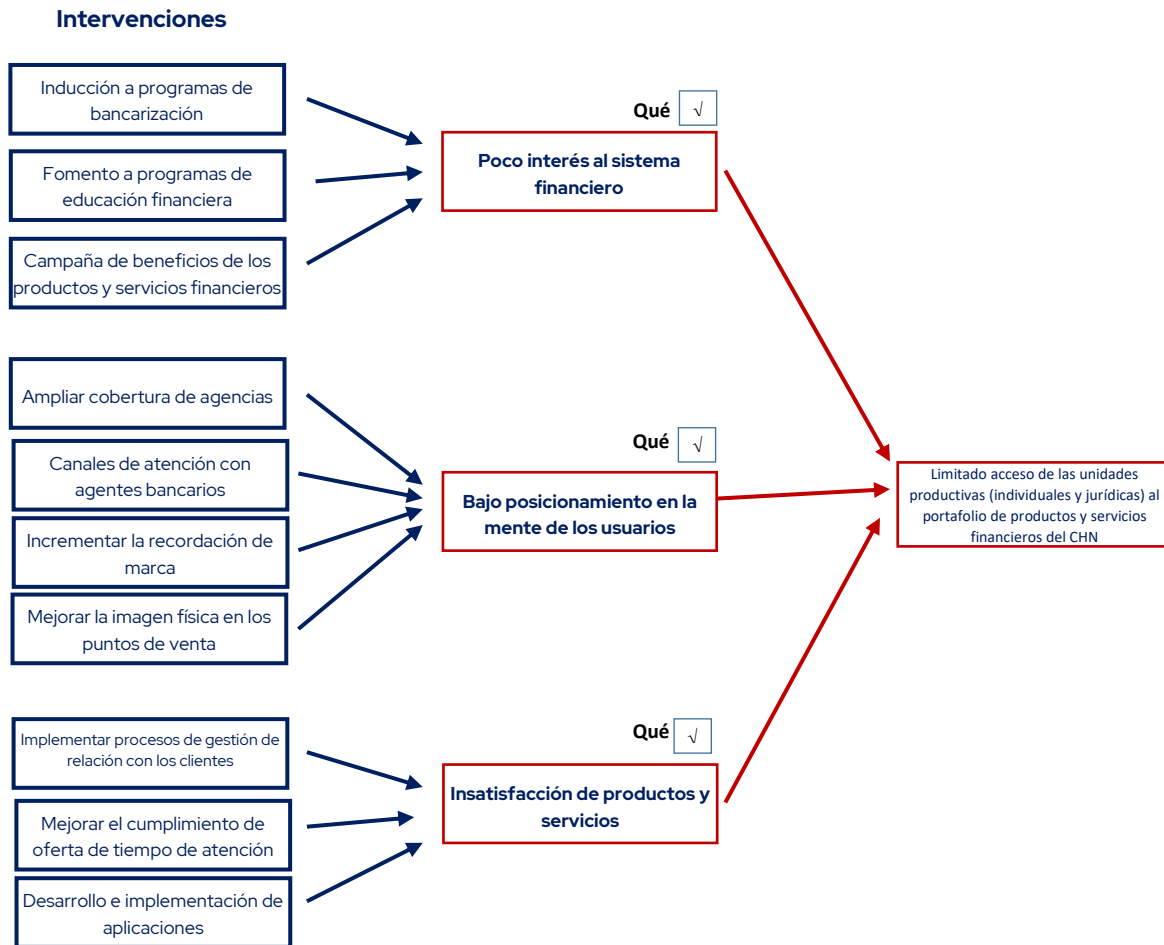 Intervenciones
Inducción a programas de
bancarización
Fomento a programas de
educación financiera
Campaña de beneficios de los
productos y servicios financieros
Qué √
Poco interés al sistema
financiero
Ampliar cobertura de agencias
Canales de atención con
agentes bancarios
Incrementar la recordación de
marca
Mejorar la imagen física en los
puntos de venta
Qué √
Bajo posicionamiento en la
mente de los usuarios
Limitado acceso de las unidades
productivas (individuales y jurídicas) al
portafolio de productos y servicios
financieros del CHN
Implementar procesos de gestión de
relación con los clientes
Mejorar el cumplimiento de
oferta de tiempo de atención
Desarrollo e implementación de
aplicaciones
Qué √
Insatisfacción de productos y
servicios